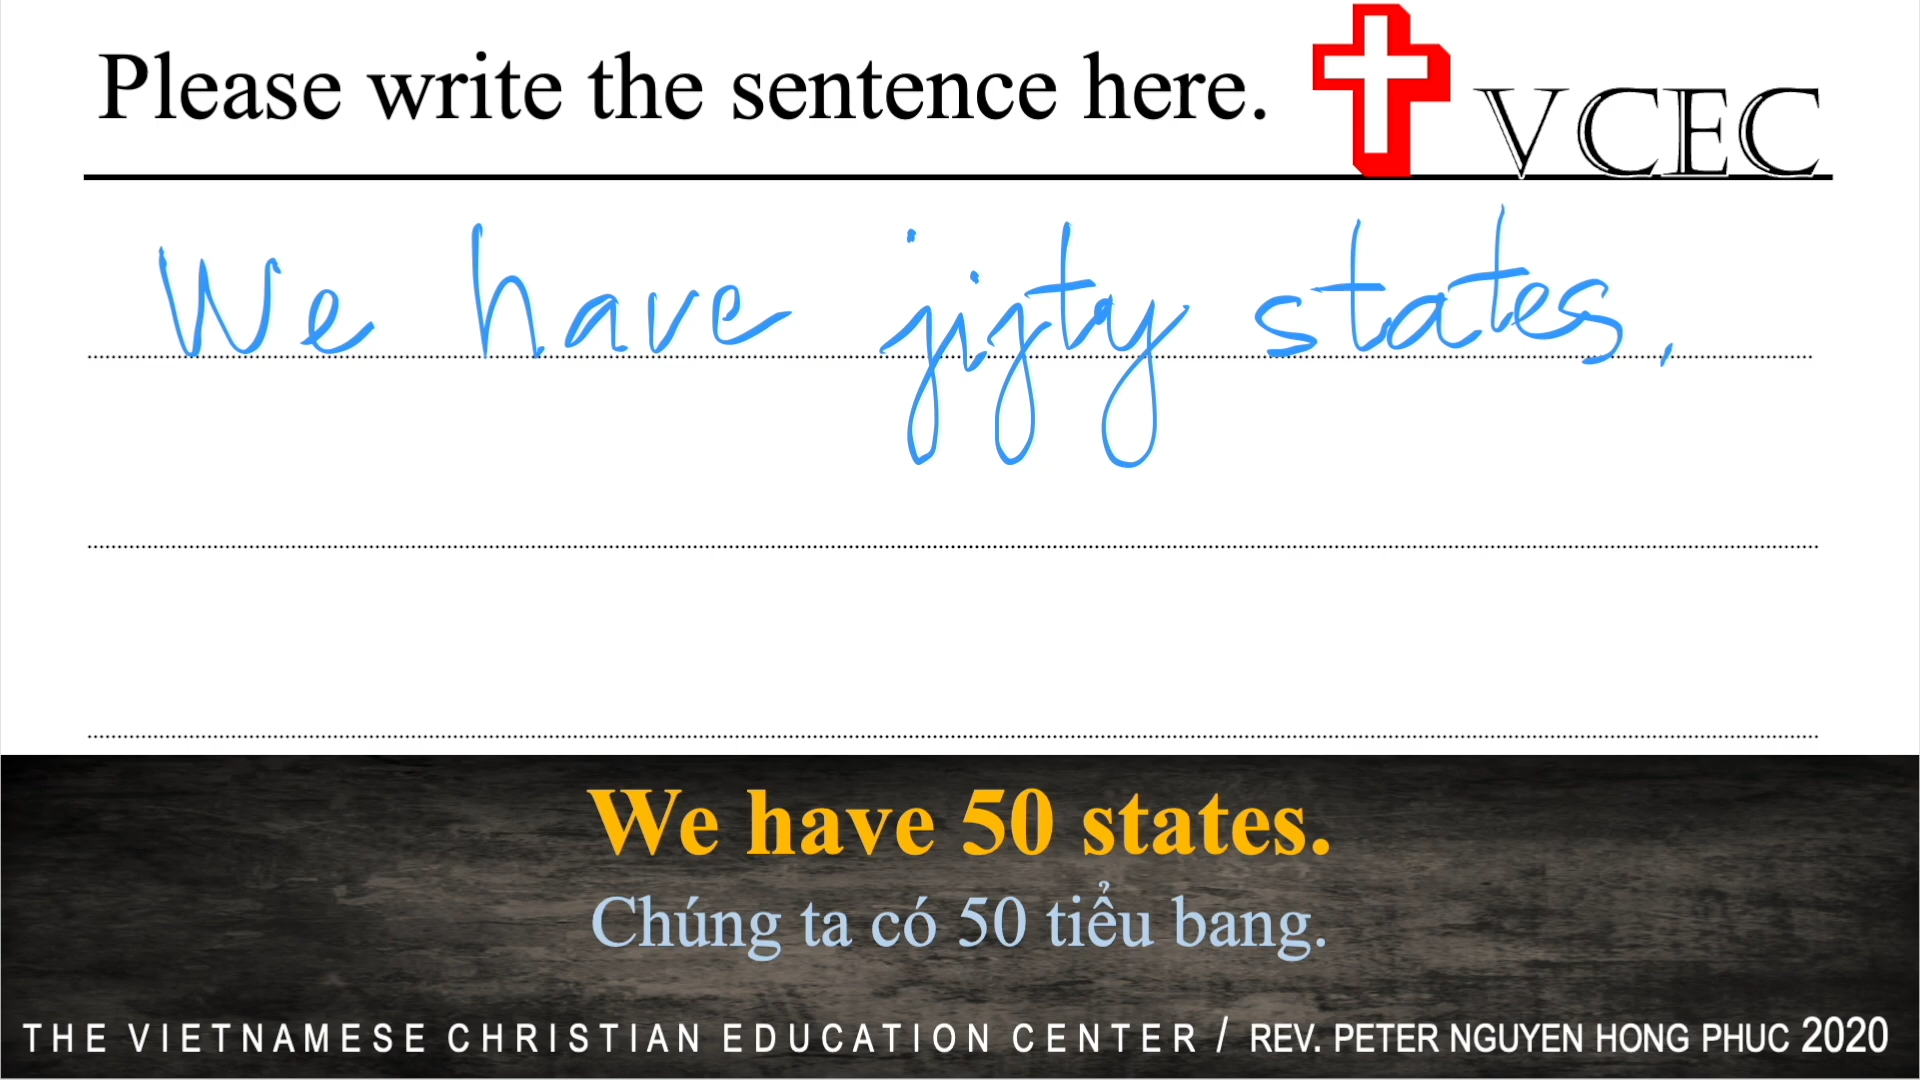 Please write the sentence here.
VCEC
We have jijtay states.
We have 50 states.
Chúng ta có 50 tiểu bang.
THE VIETNAMESE CHRISTIAN EDUCATION CENTER / REV. PETER NGUYEN HONG PHUC 2020